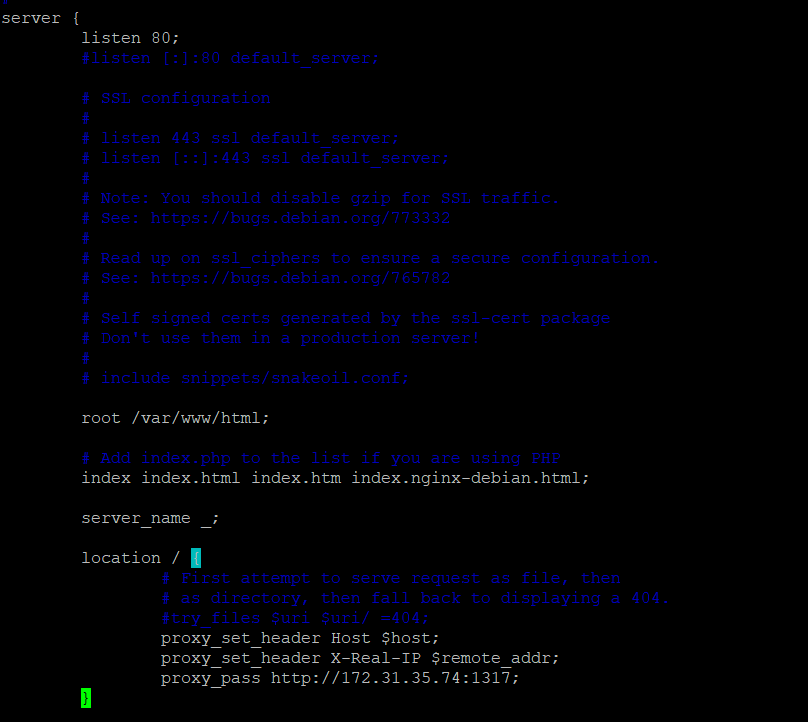 server {
listen 80;
#listen [:]:80 default_server;
# SSL configuration
#
# listen 443 ssl default_server;
# listen [::]:443 ssl default_server;
#
# Note: You should disable gzip for SSL traffic.
# See: https://bugs.debian.org/773332
#
# Read up on ssl_ciphers to ensure a secure configuration.
# See: https://bugs.debian.org/765782
#
# Self signed certs generated by the ssl-cert package
# Don't use them in a production server!
#
# include snippets/snakeoil.conf;
root /var/www/html;
# Add index.php to the list if you are using PHP
index index.html index.htm index.nginx-debian.html;
server_name _;
location / {
# First attempt to serve request as file, then
# as directory, then fall back to displaying a 404.
#try_files $uri $uri/ =404;
proxy_set_header Host $host;
proxy_set_header X-Real-IP $remote_addr;
proxy_pass http://172.31.35.74:1317;
}